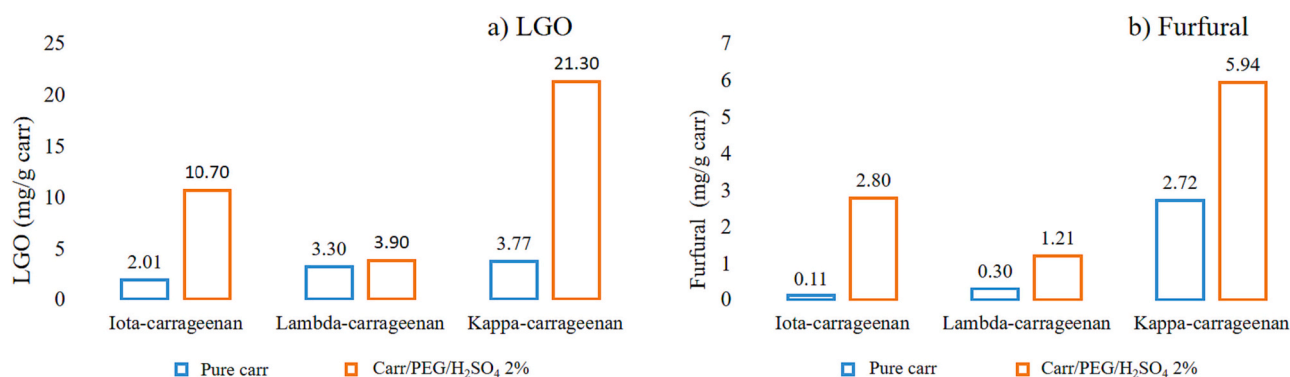 a) LGO
LGO (mg/g carr)
25
20
15
10
5
0
2.01
10.70
3.30
3.90
3.77
21.30
Iota-carrageenan
Lambda-carrageenan
Kappa-carrageenan
Pure carr
Carr/PEG/H₂SO₄ 2%
b) Furfural
Furfural (mg/g carr)
7
6
5
4
3
2
1
0
0.11
2.80
0.30
1.21
2.72
5.94
Iota-carrageenan
Lambda-carrageenan
Kappa-carrageenan
Pure carr
Carr/PEG/H₂SO₄ 2%